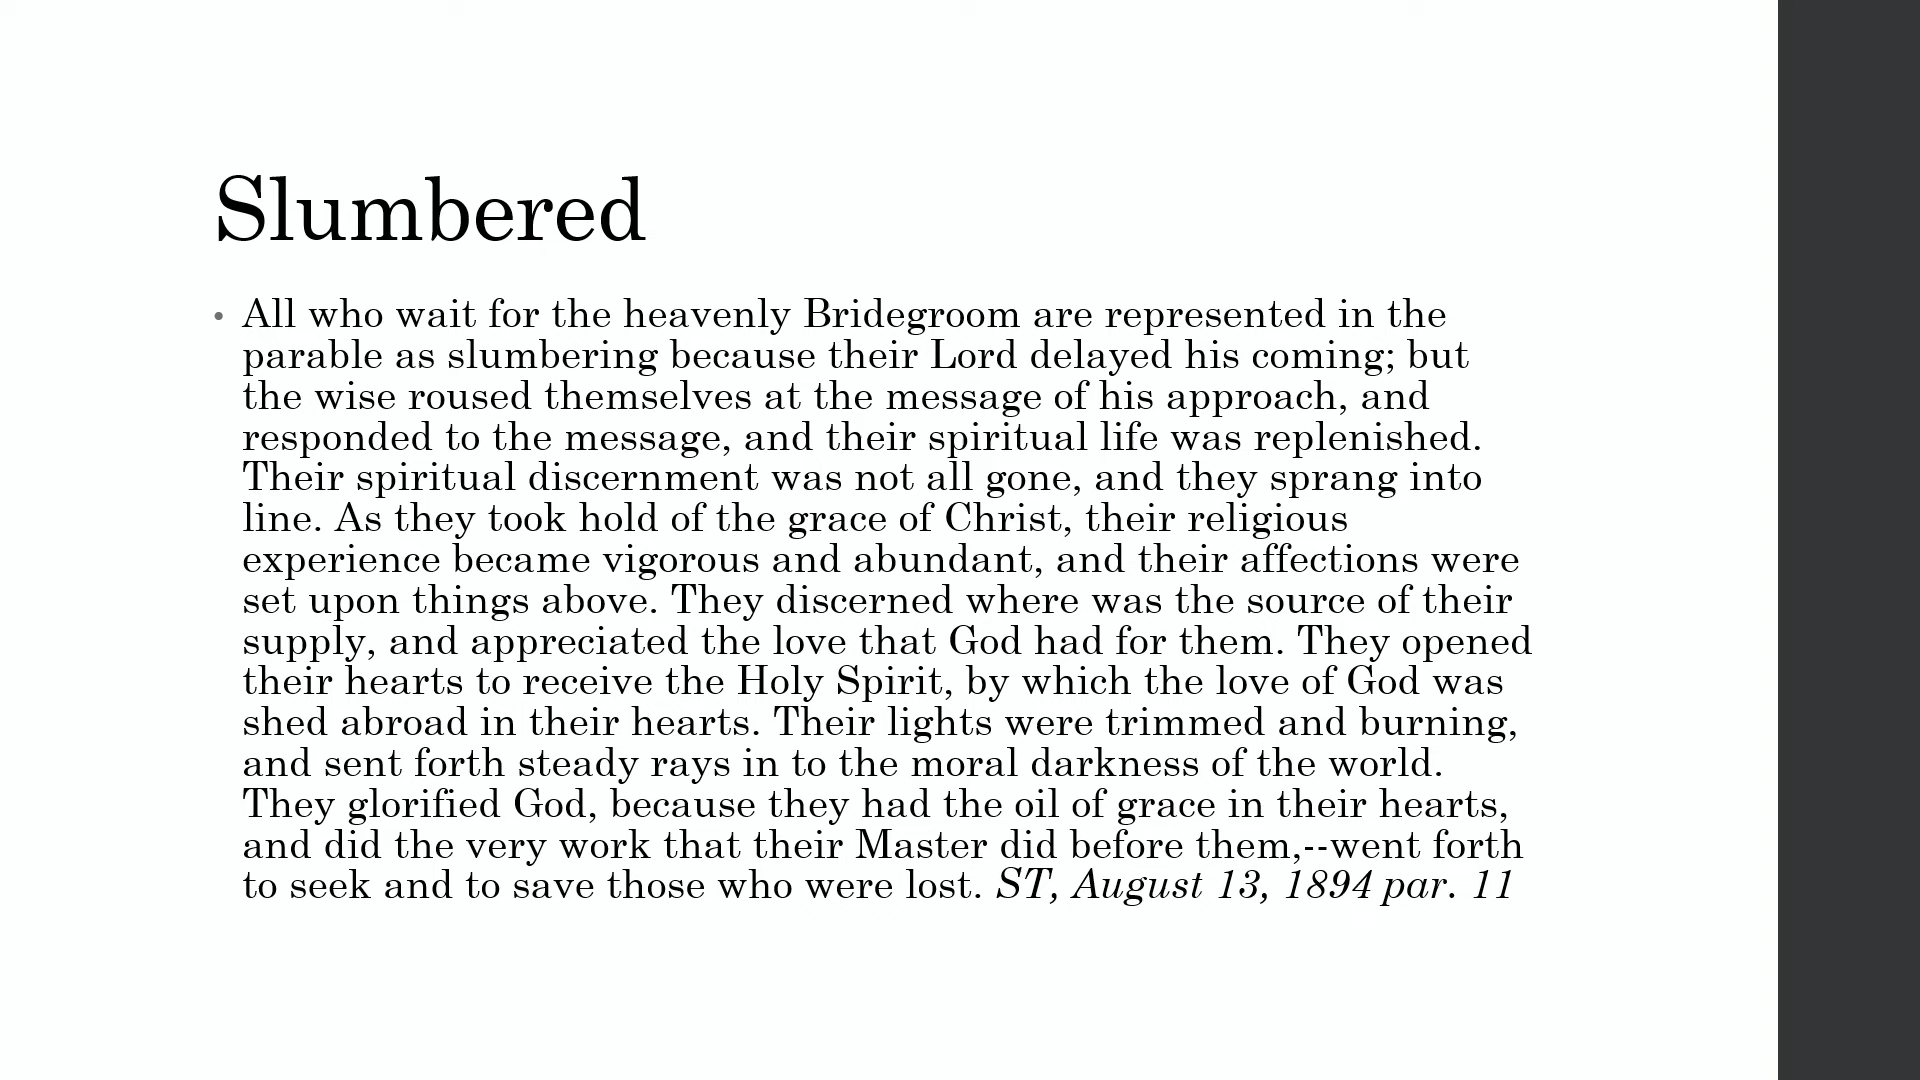 Slumbered
• All who wait for the heavenly Bridegroom are represented in the
parable as slumbering because their Lord delayed his coming; but
the wise roused themselves at the message of his approach, and
responded to the message, and their spiritual life was replenished.
Their spiritual discernment was not all gone, and they sprang into
line. As they took hold of the grace of Christ, their religious
experience became vigorous and abundant, and their affections were
set upon things above. They discerned where was the source of their
supply, and appreciated the love that God had for them. They opened
their hearts to receive the Holy Spirit, by which the love of God was
shed abroad in their hearts. Their lights were trimmed and burning,
and sent forth steady rays in to the moral darkness of the world.
They glorified God, because they had the oil of grace in their hearts,
and did the very work that their Master did before them,--went forth
to seek and to save those who were lost. ST, August 13, 1894 par. 11